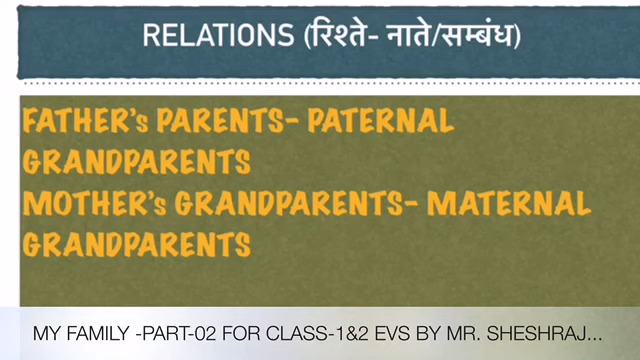 RELATIONS (रिश्ते- नाते/सम्बंध)
FATHER's PARENTS- PATERNAL
GRANDPARENTS
MOTHER's GRANDPARENTS- MATERNAL
GRANDPARENTS
MY FAMILY -PART-02 FOR CLASS-1&2 EVS BY MR. SHESHRAJ...